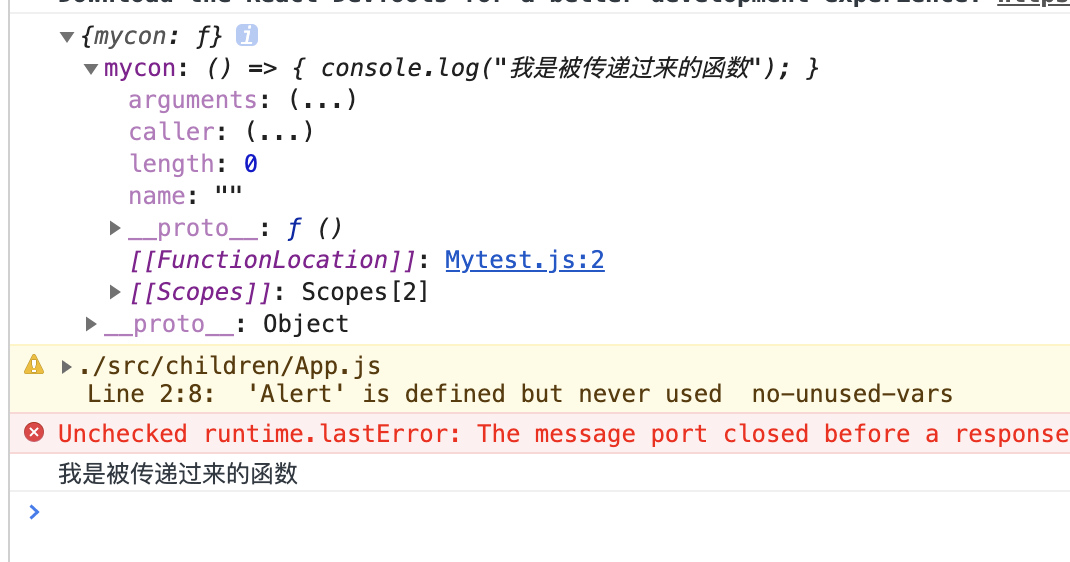 Download the React DevTools for a better development experience: https
▼{mycon: ƒ} i
▼mycon: () => { console.log("我是被传递过来的函数"); }
arguments: (...)
caller: (...)
length: 0
name: ""
▶__proto__: ƒ ()
[[FunctionLocation]]: Mytest.js:2
▶[[Scopes]]: Scopes[2]
▶__proto__: Object
▶./src/children/App.js
Line 2:8:  'Alert' is defined but never used  no-unused-vars
Unchecked runtime.lastError: The message port closed before a response
我是被传递过来的函数
>